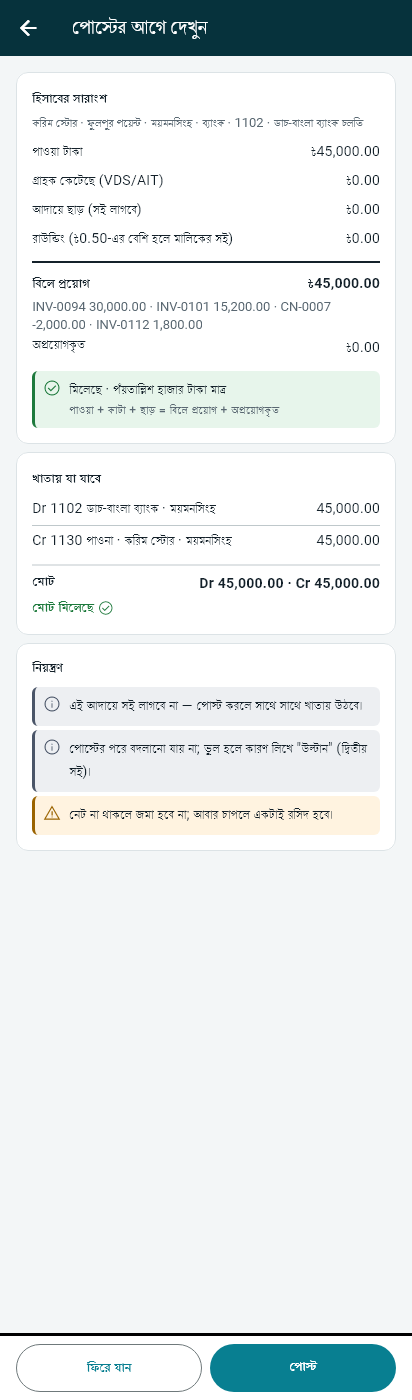 পোস্টের আগে দেখুন
হিসাবের সারাংশ
করিম স্টোর · ফুলপুর পয়েন্ট · ময়মনসিংহ · ব্যাংক · 1102 · ডাচ-বাংলা ব্যাংক চলতি
পাওয়া টাকা ৳45,000.00
গ্রাহক কেটেছে (VDS/AIT) ৳0.00
আদায়ে ছাড় (সই লাগবে) ৳0.00
রাউন্ডিং (৳0.50-এর বেশি হলে মালিকের সই) ৳0.00
বিলে প্রয়োগ ৳45,000.00
INV-0094 30,000.00 · INV-0101 15,200.00 · CN-0007
-2,000.00 · INV-0112 1,800.00
অপ্রয়োগকৃত ৳0.00
মিলেছে · পঁয়তাল্লিশ হাজার টাকা মাত্র
পাওয়া + কাটা + ছাড় = বিলে প্রয়োগ + অপ্রয়োগকৃত
খাতায় যা যাবে
Dr 1102 ডাচ-বাংলা ব্যাংক · ময়মনসিংহ 45,000.00
Cr 1130 পাওনা · করিম স্টোর · ময়মনসিংহ 45,000.00
মোট Dr 45,000.00 · Cr 45,000.00
মোট মিলেছে
নিয়ন্ত্রণ
এই আদায়ে সই লাগবে না — পোস্ট করলে সাথে সাথে খাতায় উঠবে।
পোস্টের পরে বদলানো যায় না; ভুল হলে কারণ লিখে "উল্টান" (দ্বিতীয়
সই)।
নেট না থাকলে জমা হবে না; আবার চাপলে একটাই রসিদ হবে।
ফিরে যান পোস্ট